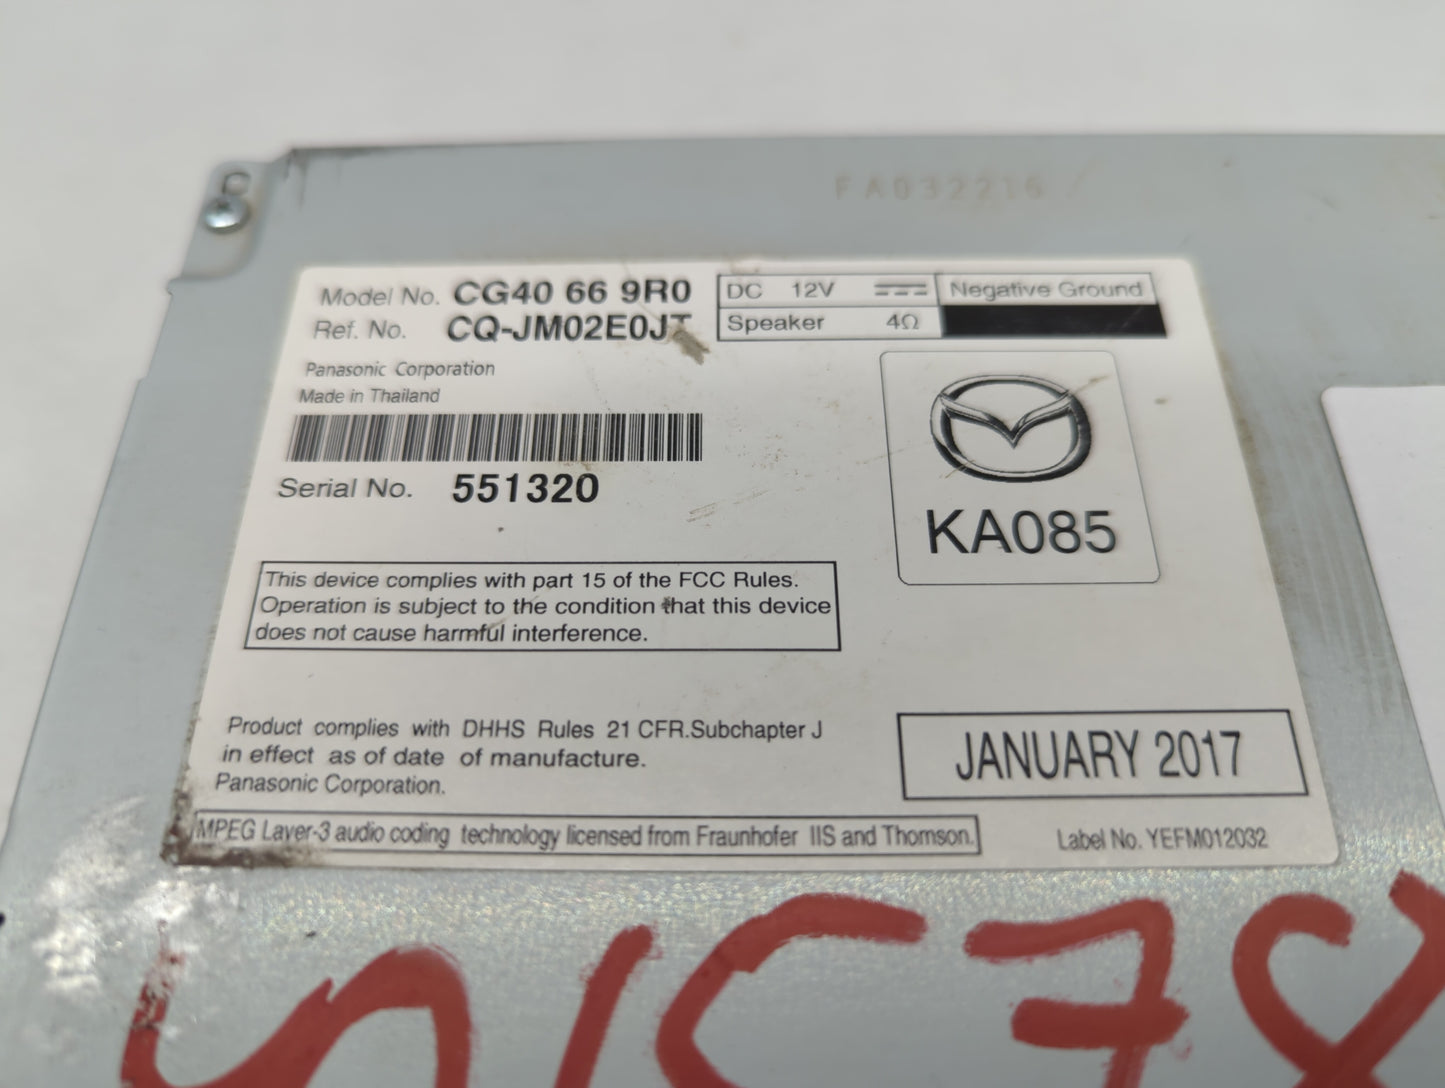 FA032216
Model No. CG40 66 9R0
Ref. No. CQ-JM02E0JT
DC 12V Negative Ground
Speaker 4Ω
Panasonic Corporation
Made in Thailand
Serial No. 551320
KA085
This device complies with part 15 of the FCC Rules.
Operation is subject to the condition that this device
does not cause harmful interference.
Product complies with DHHS Rules 21 CFR.Subchapter J
in effect as of date of manufacture.
Panasonic Corporation.
JANUARY 2017
MPEG Layer-3 audio coding technology licensed from Fraunhofer IIS and Thomson.
Label No. YEFM012032